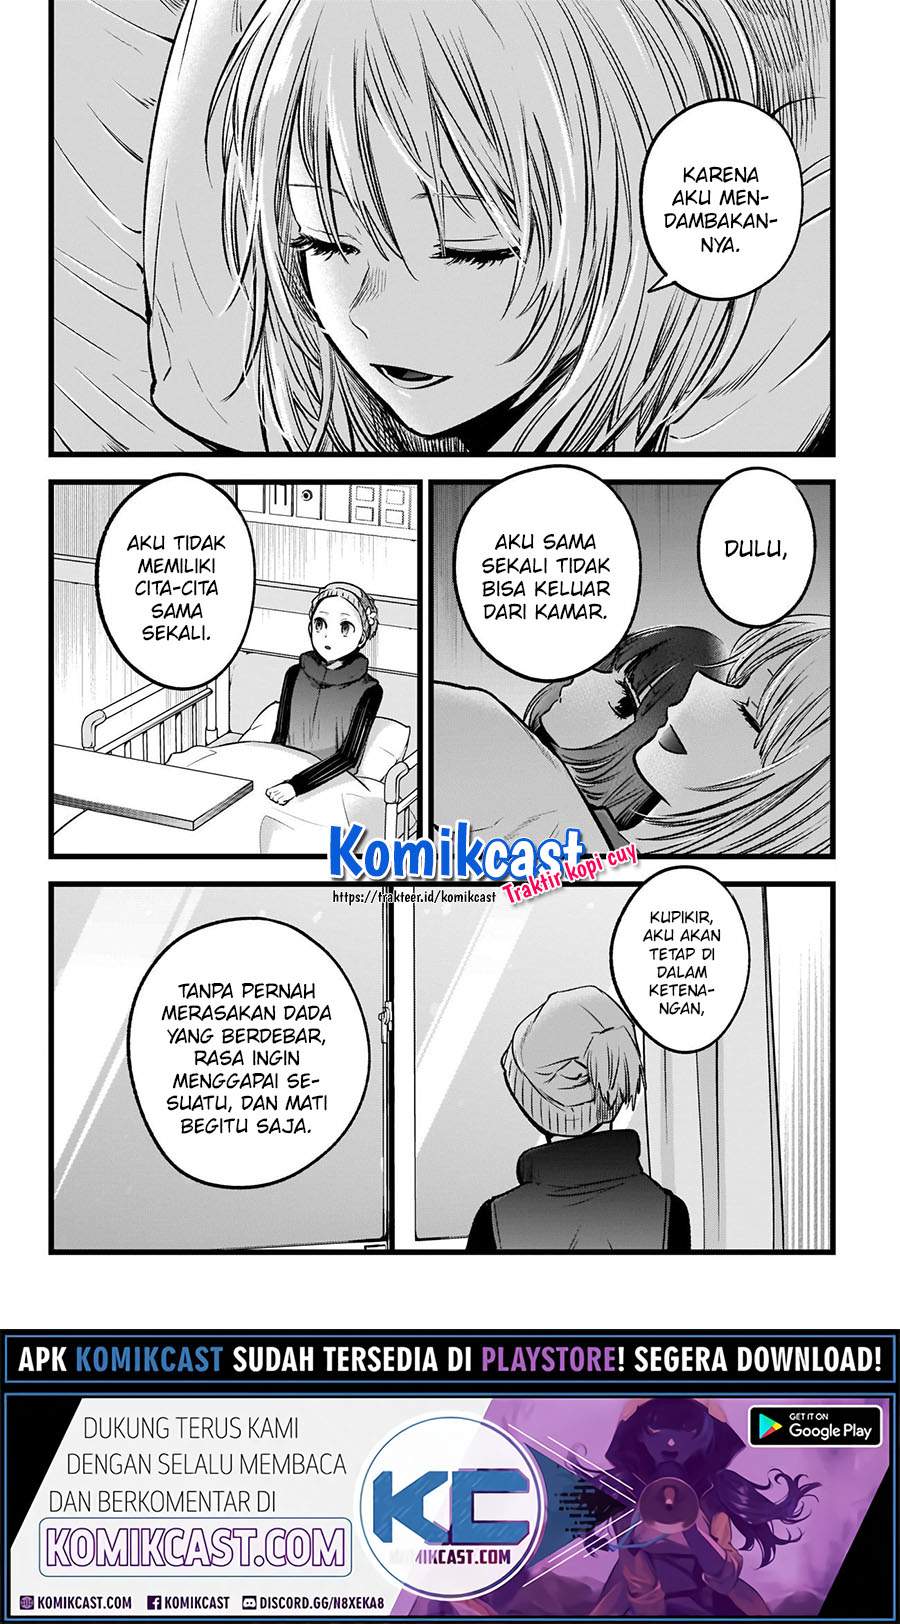 KARENA
AKU MEN-
DAMBAKAN-
NYA.
DULU,
AKU SAMA
SEKALI TIDAK
BISA KELUAR
DARI KAMAR.
AKU TIDAK
MEMILIKI
CITA-CITA
SAMA
SEKALI.
Komikcast
Traktir kopi cuy
https://trakteer.id/komikcast
KUPIKIR,
AKU AKAN
TETAP DI
DALAM
KETENA-
NGAN,
TANPA PERNAH
MERASAKAN DADA
YANG BERDEBAR,
RASA INGIN
MENGGAPAI SE-
SUATU, DAN MATI
BEGITU SAJA.
APK KOMIKCAST SUDAH TERSEDIA DI PLAYSTORE! SEGERA DOWNLOAD!
DUKUNG TERUS KAMI
DENGAN SELALU MEMBACA
DAN BERKOMENTAR DI
KOMIKCAST.COM
KC
KOMIKCAST.COM
GET IT ON
Google Play
KOMIKCAST.COM
KOMIKCAST
DISCORD.GG/N8XEKA8